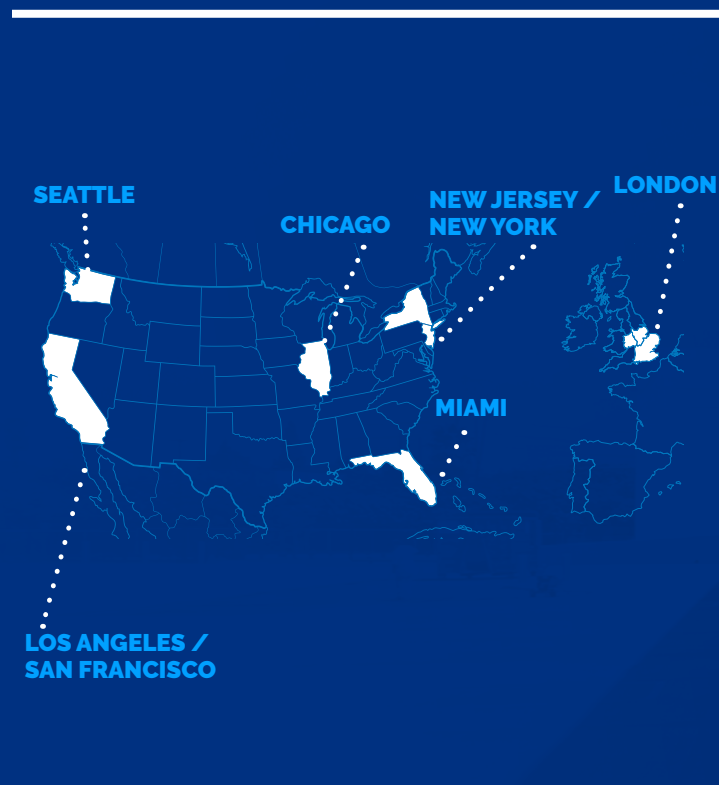 SEATTLE
CHICAGO
NEW JERSEY /
NEW YORK
LONDON
MIAMI
LOS ANGELES /
SAN FRANCISCO